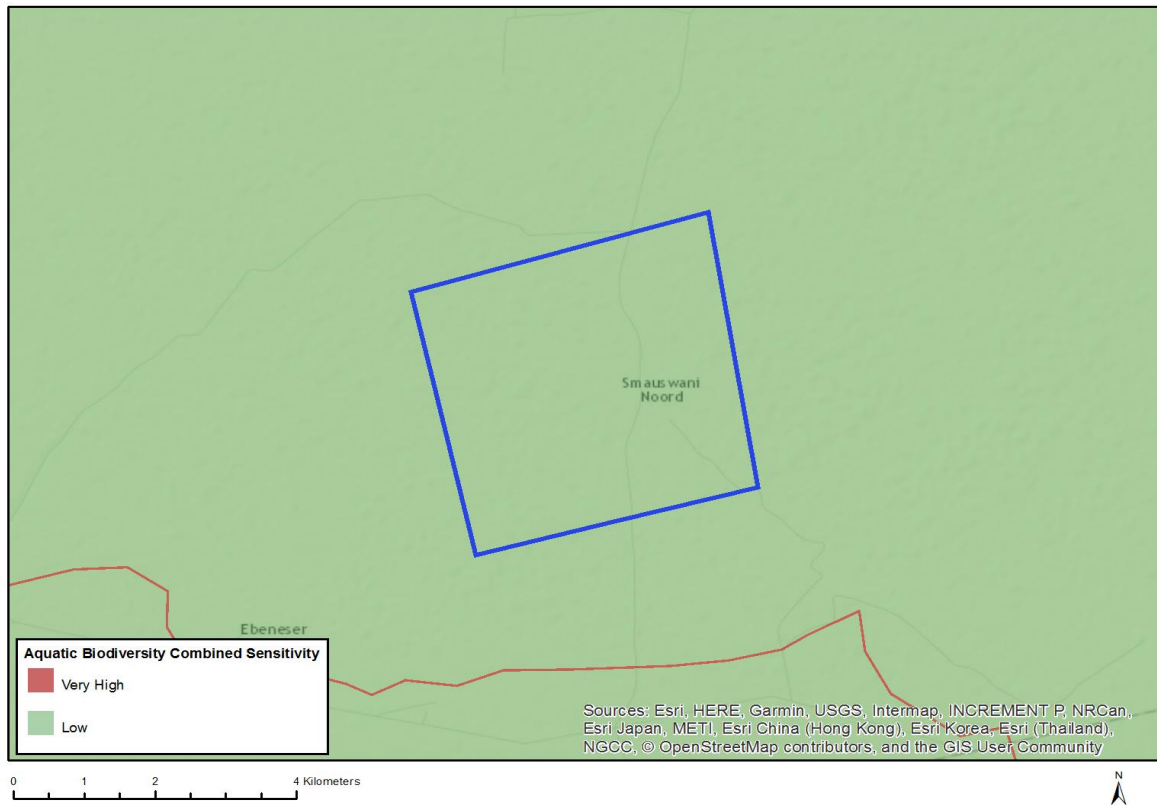 Smauswani
Noord
Ebeneser
Aquatic Biodiversity Combined Sensitivity
Very High
Low
Sources: Esri, HERE, Garmin, USGS, Intermap, INCREMENT P, NRCan,
Esri Japan, METI, Esri China (Hong Kong), Esri Korea, Esri (Thailand),
NGCC, © OpenStreetMap contributors, and the GIS User Community
0 1 2 4 Kilometers
N